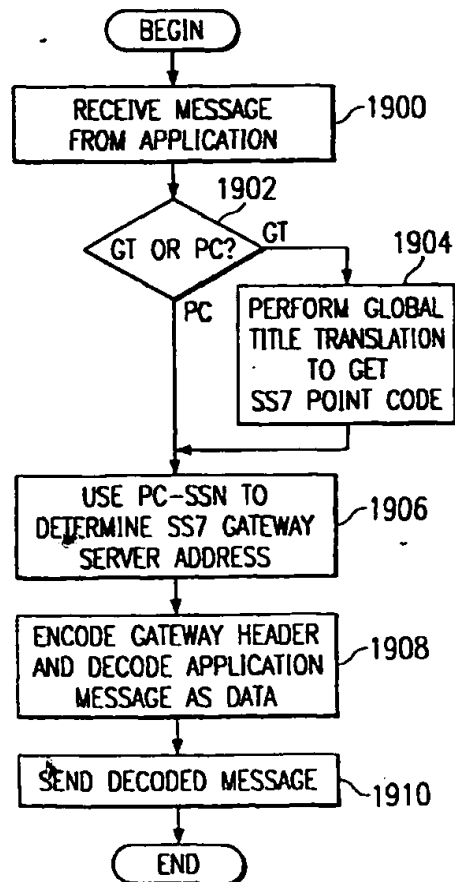 BEGIN
RECEIVE MESSAGE
FROM APPLICATION
1900
1902
GT OR PC?
GT
PC
1904
PERFORM GLOBAL
TITLE TRANSLATION
TO GET
SS7 POINT CODE
USE PC-SSN TO
DETERMINE SS7 GATEWAY
SERVER ADDRESS
1906
ENCODE GATEWAY HEADER
AND DECODE APPLICATION
MESSAGE AS DATA
1908
SEND DECODED MESSAGE
1910
END